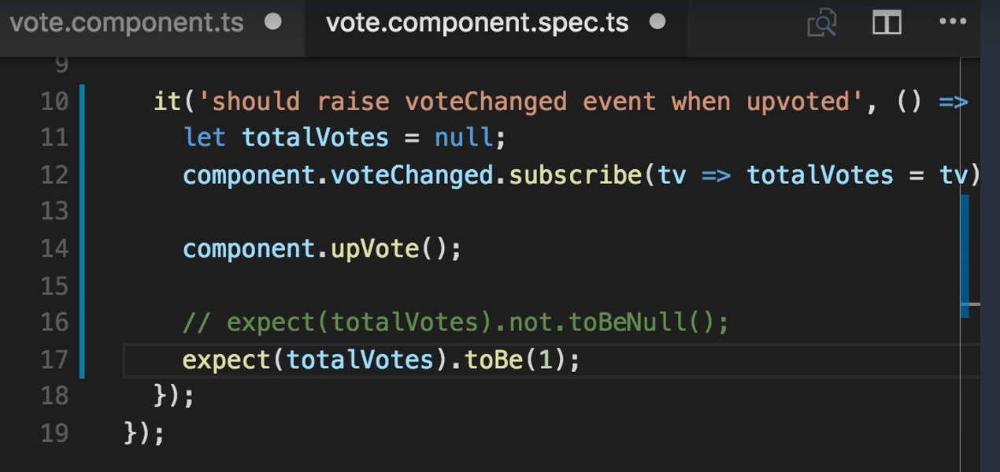 vote.component.ts
vote.component.spec.ts
9
10 it('should raise voteChanged event when upvoted', () =>
11 let totalVotes = null;
12 component.voteChanged.subscribe(tv => totalVotes = tv)
13
14 component.upVote();
15
16 // expect(totalVotes).not.toBeNull();
17 expect(totalVotes).toBe(1);
18 });
19 });